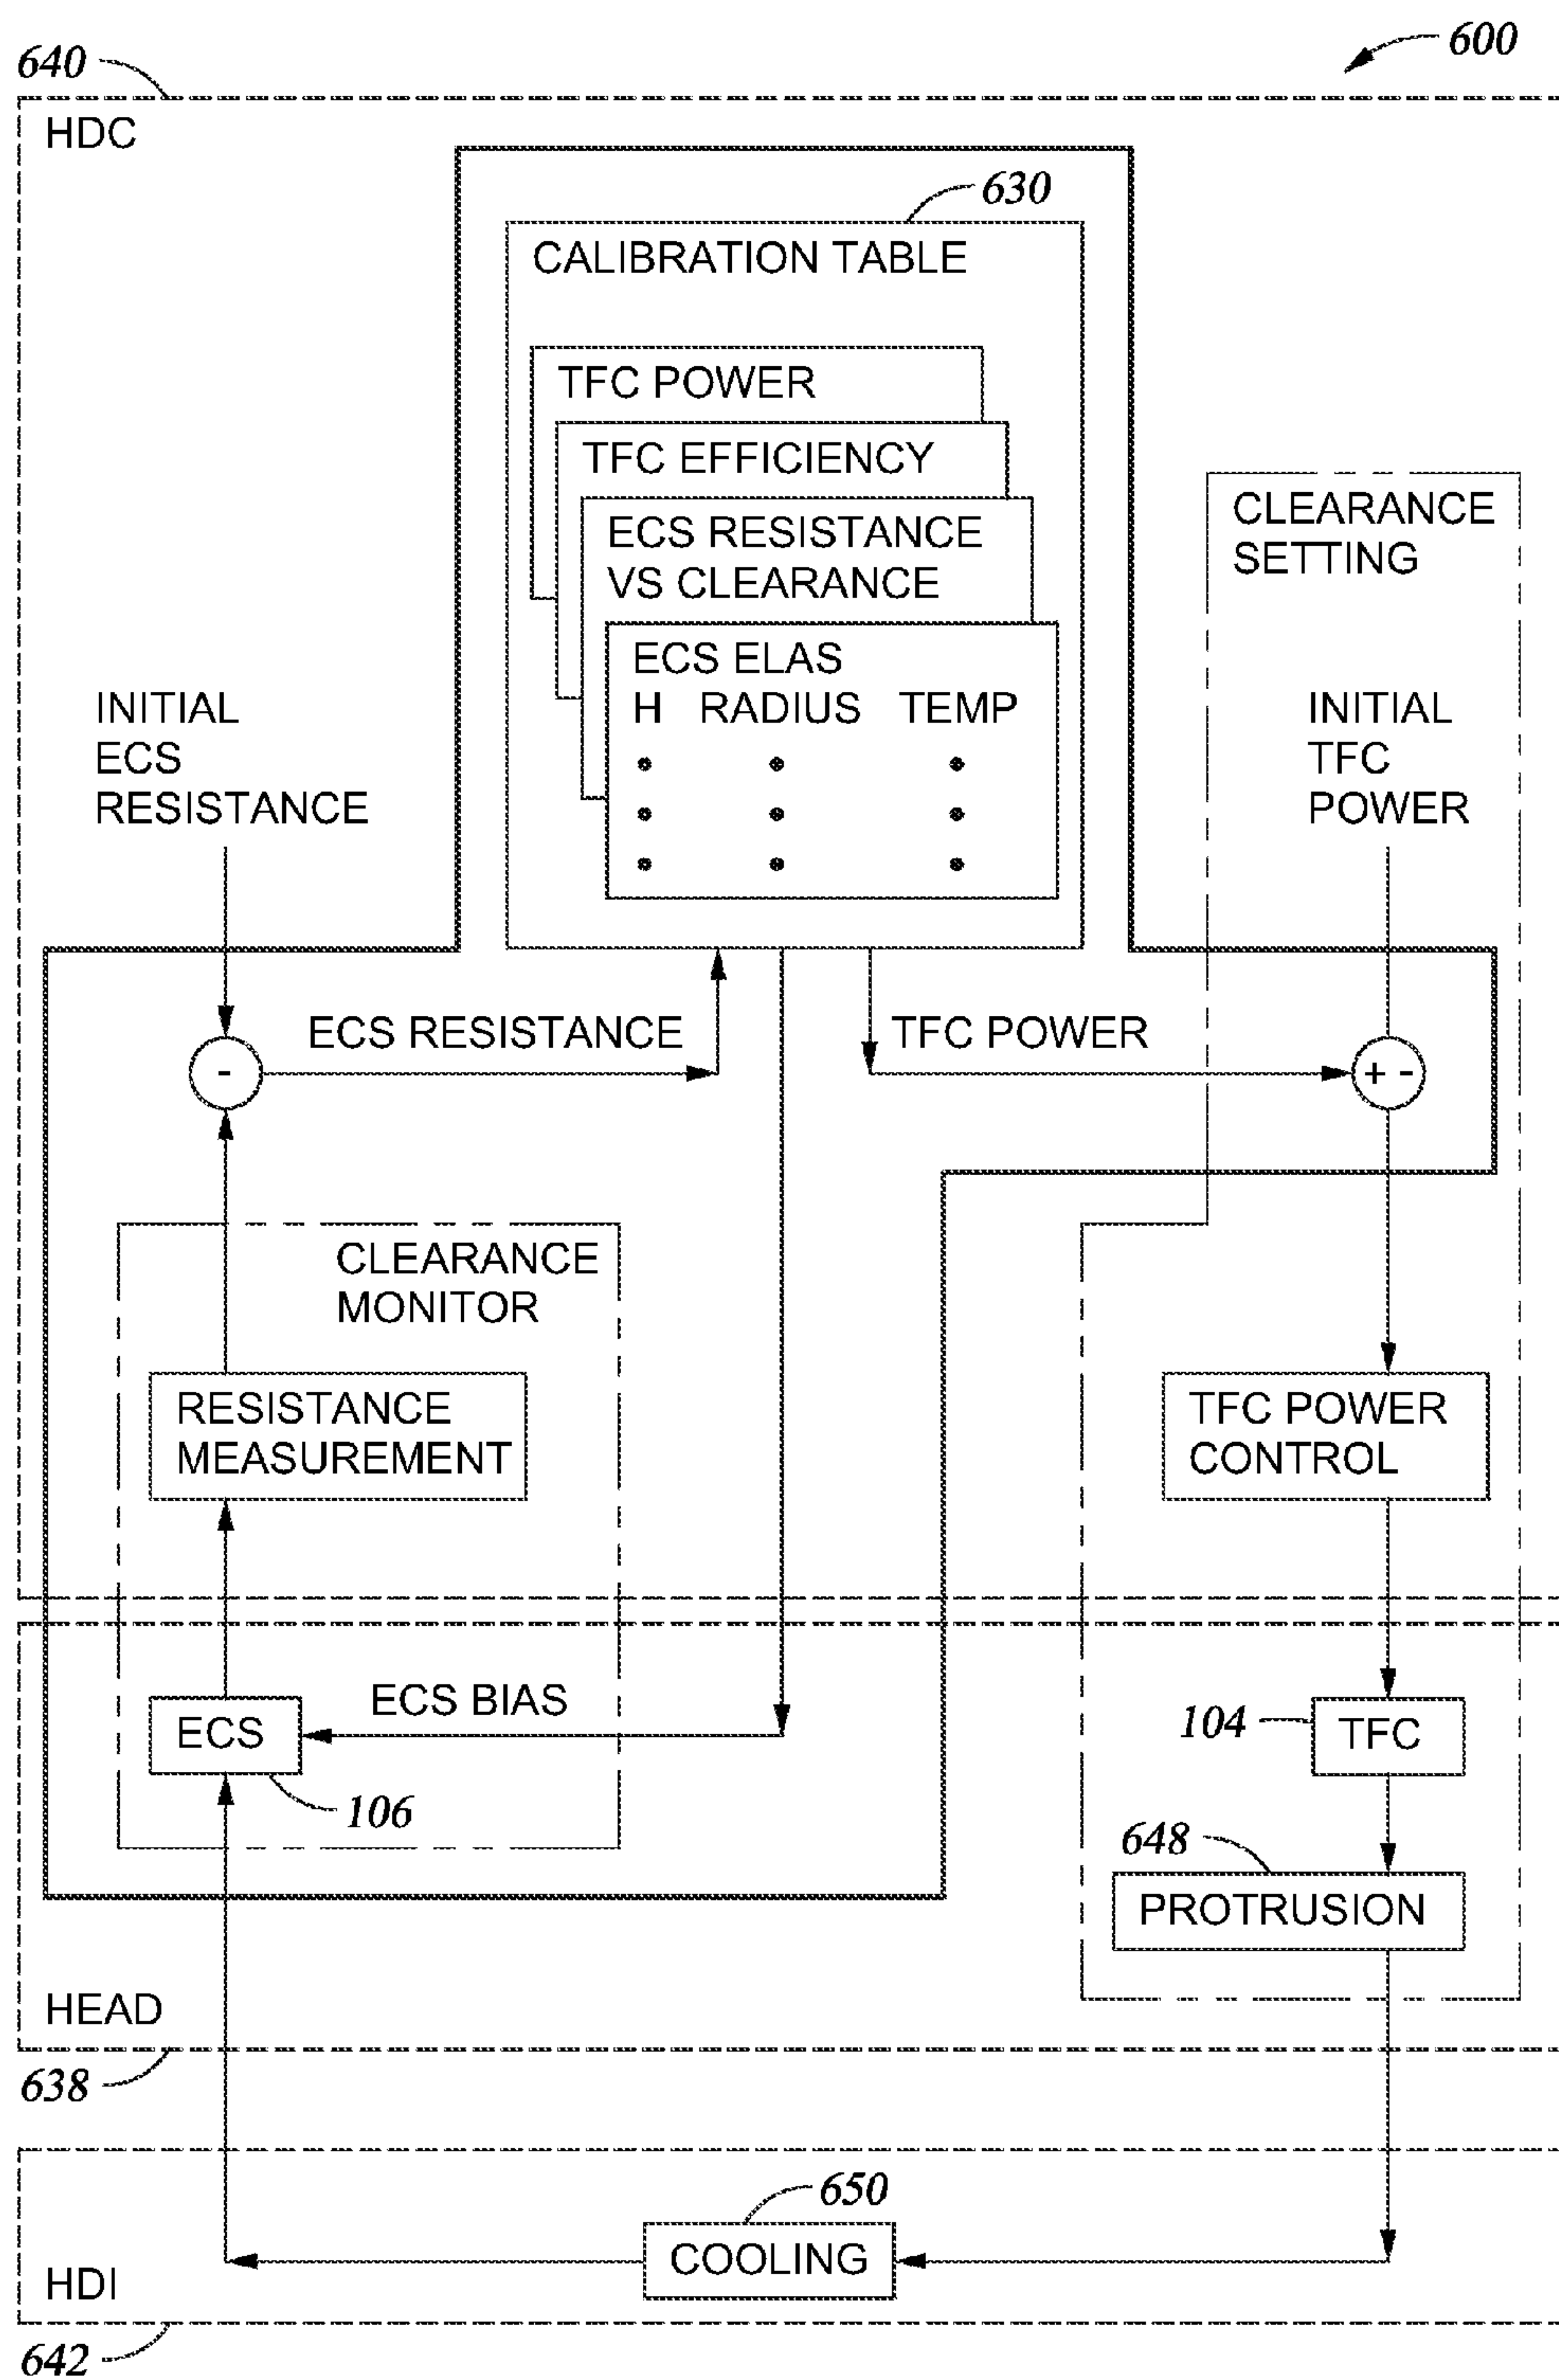 640
600
HDC
630
CALIBRATION TABLE
TFC POWER
TFC EFFICIENCY
ECS RESISTANCE
VS CLEARANCE
ECS ELAS
H RADIUS TEMP
CLEARANCE
SETTING
INITIAL
ECS
RESISTANCE
INITIAL
TFC
POWER
ECS RESISTANCE
TFC POWER
-
+ -
CLEARANCE
MONITOR
RESISTANCE
MEASUREMENT
TFC POWER
CONTROL
ECS BIAS
ECS
106
104
TFC
648
PROTRUSION
HEAD
638
650
COOLING
HDI
642